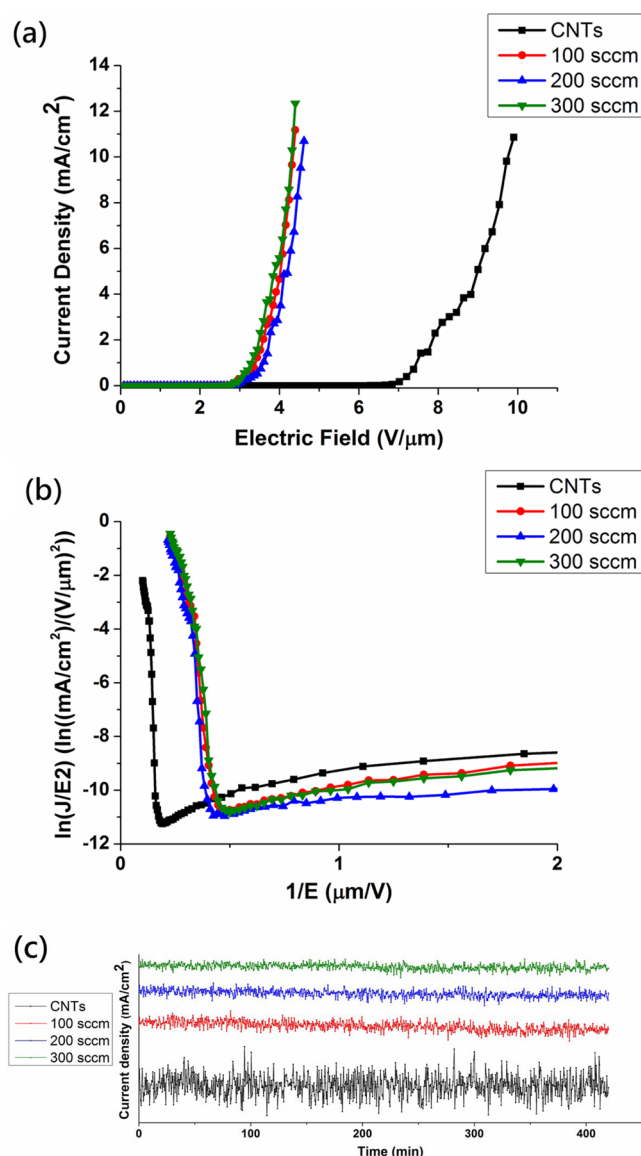 (a)
CNTs
100 sccm
200 sccm
300 sccm
14
12
10
8
6
4
2
0
Current Density (mA/cm²)
0 2 4 6 8 10
Electric Field (V/μm)
(b)
CNTs
100 sccm
200 sccm
300 sccm
0
-2
-4
-6
-8
-10
-12
ln(J/E2) (ln((mA/cm²)/(V/μm)²))
0 1 2
1/E (μm/V)
(c)
CNTs
100 sccm
200 sccm
300 sccm
Current density (mA/cm²)
0 100 200 300 400
Time (min)